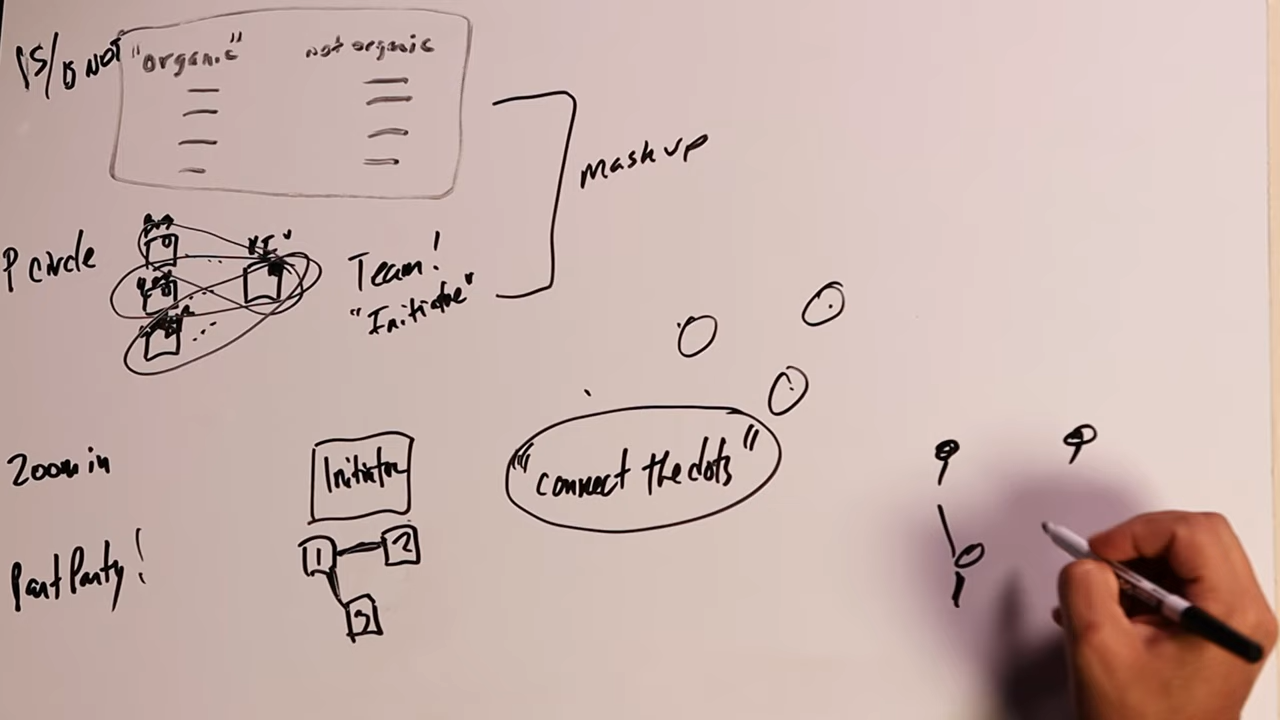 IS/IS NOT
"organic" not organic
mashup
P circle
"I"
Team!
"Initiator"
Zoom in
Initiator
"connect the dots"
Part Party!
1 2
3